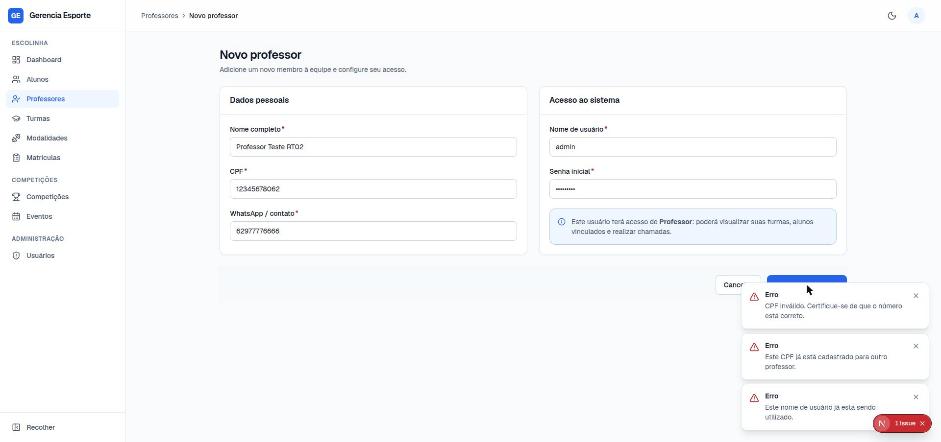 GE Gerencia Esporte
Professores > Novo professor
A
ESCOLINHA
Dashboard
Alunos
Professores
Turmas
Modalidades
Matrículas
COMPETIÇÕES
Competições
Eventos
ADMINISTRAÇÃO
Usuários
Recolher
Novo professor
Adicione um novo membro à equipe e configure seu acesso.
Dados pessoais
Nome completo*
Professor Teste RT02
CPF*
12345678062
WhatsApp / contato*
62977776666
Acesso ao sistema
Nome de usuário*
admin
Senha inicial*
•••••••••
Este usuário terá acesso de Professor: poderá visualizar suas turmas, alunos
vinculados e realizar chamadas.
Erro
CPF inválido. Certifique-se de que o número
está correto.
Erro
Este CPF já está cadastrado para outro
professor.
Erro
Este nome de usuário já está sendo
utilizado.
N 1 Issue